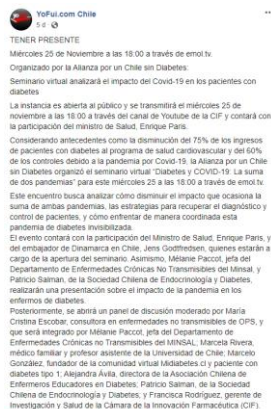 YoFui.com Chile
5 d
TENER PRESENTE
Miércoles 25 de Noviembre a las 18:00 a través de emol.tv.
Organizado por la Alianza por un Chile sin Diabetes:
Seminario virtual analizará el impacto del Covid-19 en los pacientes con
diabetes
La instancia es abierta al público y se transmitirá el miércoles 25 de
noviembre a las 18:00 a través del canal de Youtube de la CIF y contará con
la participación del ministro de Salud, Enrique Paris.
Considerando antecedentes como la disminución del 75% de los ingresos
de pacientes con diabetes al programa de salud cardiovascular y del 60%
de los controles debido a la pandemia por Covid-19, la Alianza por un Chile
sin Diabetes organizó el seminario virtual "Diabetes y COVID-19: La suma
de dos pandemias" para este miércoles 25 a las 18:00 a través de emol.tv.
Este encuentro busca analizar cómo disminuir el impacto que ocasiona la
suma de ambas pandemias, las estrategias para recuperar el diagnóstico y
control de pacientes, y cómo enfrentar de manera coordinada esta
pandemia de diabetes invisibilizada.
El evento contará con la participación del Ministro de Salud, Enrique Paris, y
del embajador de Dinamarca en Chile, Jens Godtfredsen, quienes estarán a
cargo de la apertura del seminario. Asimismo, Mélanie Paccot, jefa del
Departamento de Enfermedades Crónicas No Transmisibles del Minsal, y
Patricio Salman, de la Sociedad Chilena de Endocrinología y Diabetes,
realizarán una presentación sobre el impacto de la pandemia en los
enfermos de diabetes.
Posteriormente, se abrirá un panel de discusión moderado por María
Cristina Escobar, consultora en enfermedades no transmisibles de OPS, y
que será integrado por Mélanie Paccot, jefa del Departamento de
Enfermedades Crónicas no Transmisibles del MINSAL; Marcela Rivera,
médico familiar y profesor asistente de la Universidad de Chile; Marcelo
González, fundador de la comunidad virtual Midiabetes.cl y paciente con
diabetes tipo 1; Alejandra Ávila, directora de la Asociación Chilena de
Enfermeros Educadores en Diabetes; Patricio Salman, de la Sociedad
Chilena de Endocrinología y Diabetes, y Francisca Rodríguez, gerente de
Investigación y Salud de la Cámara de la Innovación Farmacéutica (CIF).